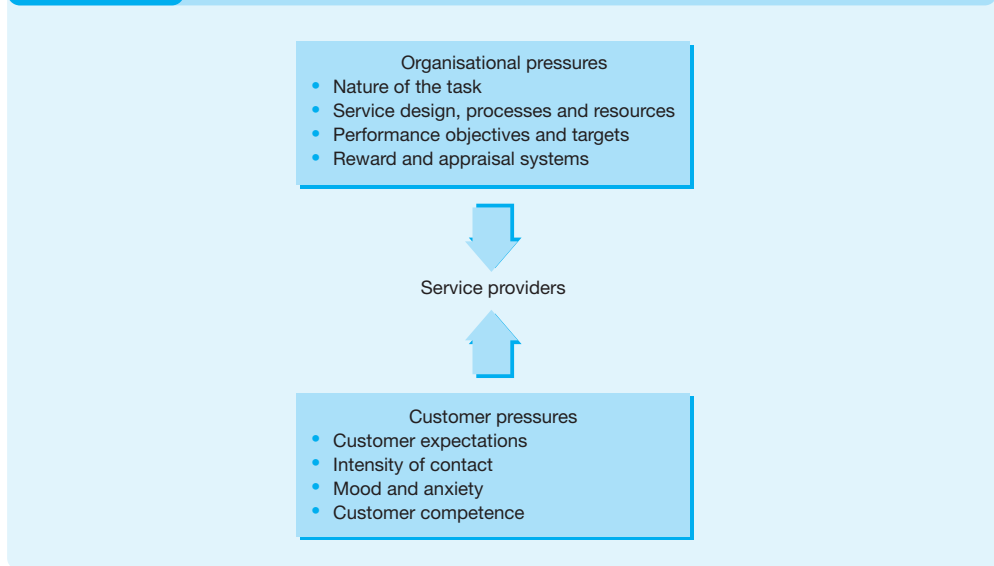 Organisational pressures
• Nature of the task
• Service design, processes and resources
• Performance objectives and targets
• Reward and appraisal systems
Service providers
Customer pressures
• Customer expectations
• Intensity of contact
• Mood and anxiety
• Customer competence